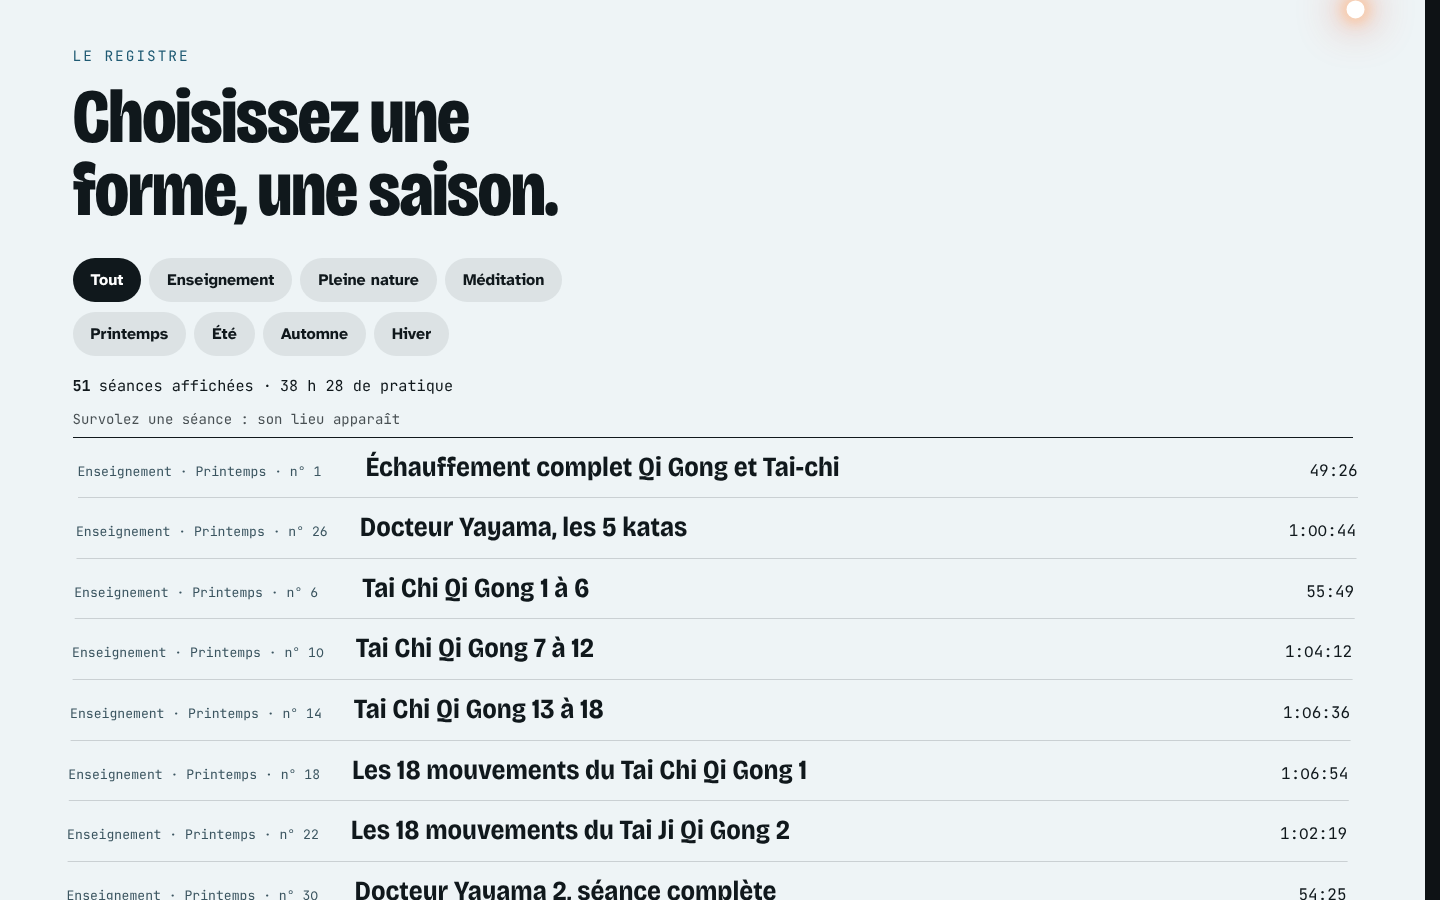 LE REGISTRE
Choisissez une
forme, une saison.
Tout
Enseignement
Pleine nature
Méditation
Printemps
Été
Automne
Hiver
51 séances affichées · 38 h 28 de pratique
Survolez une séance : son lieu apparaît
Enseignement · Printemps · n° 1 Échauffement complet Qi Gong et Tai-chi 49:26
Enseignement · Printemps · n° 26 Docteur Yayama, les 5 katas 1:00:44
Enseignement · Printemps · n° 6 Tai Chi Qi Gong 1 à 6 55:49
Enseignement · Printemps · n° 10 Tai Chi Qi Gong 7 à 12 1:04:12
Enseignement · Printemps · n° 14 Tai Chi Qi Gong 13 à 18 1:06:36
Enseignement · Printemps · n° 18 Les 18 mouvements du Tai Chi Qi Gong 1 1:06:54
Enseignement · Printemps · n° 22 Les 18 mouvements du Tai Ji Qi Gong 2 1:02:19
Enseignement · Printemps · n° 30 Docteur Yayama 2, séance complète 54:25